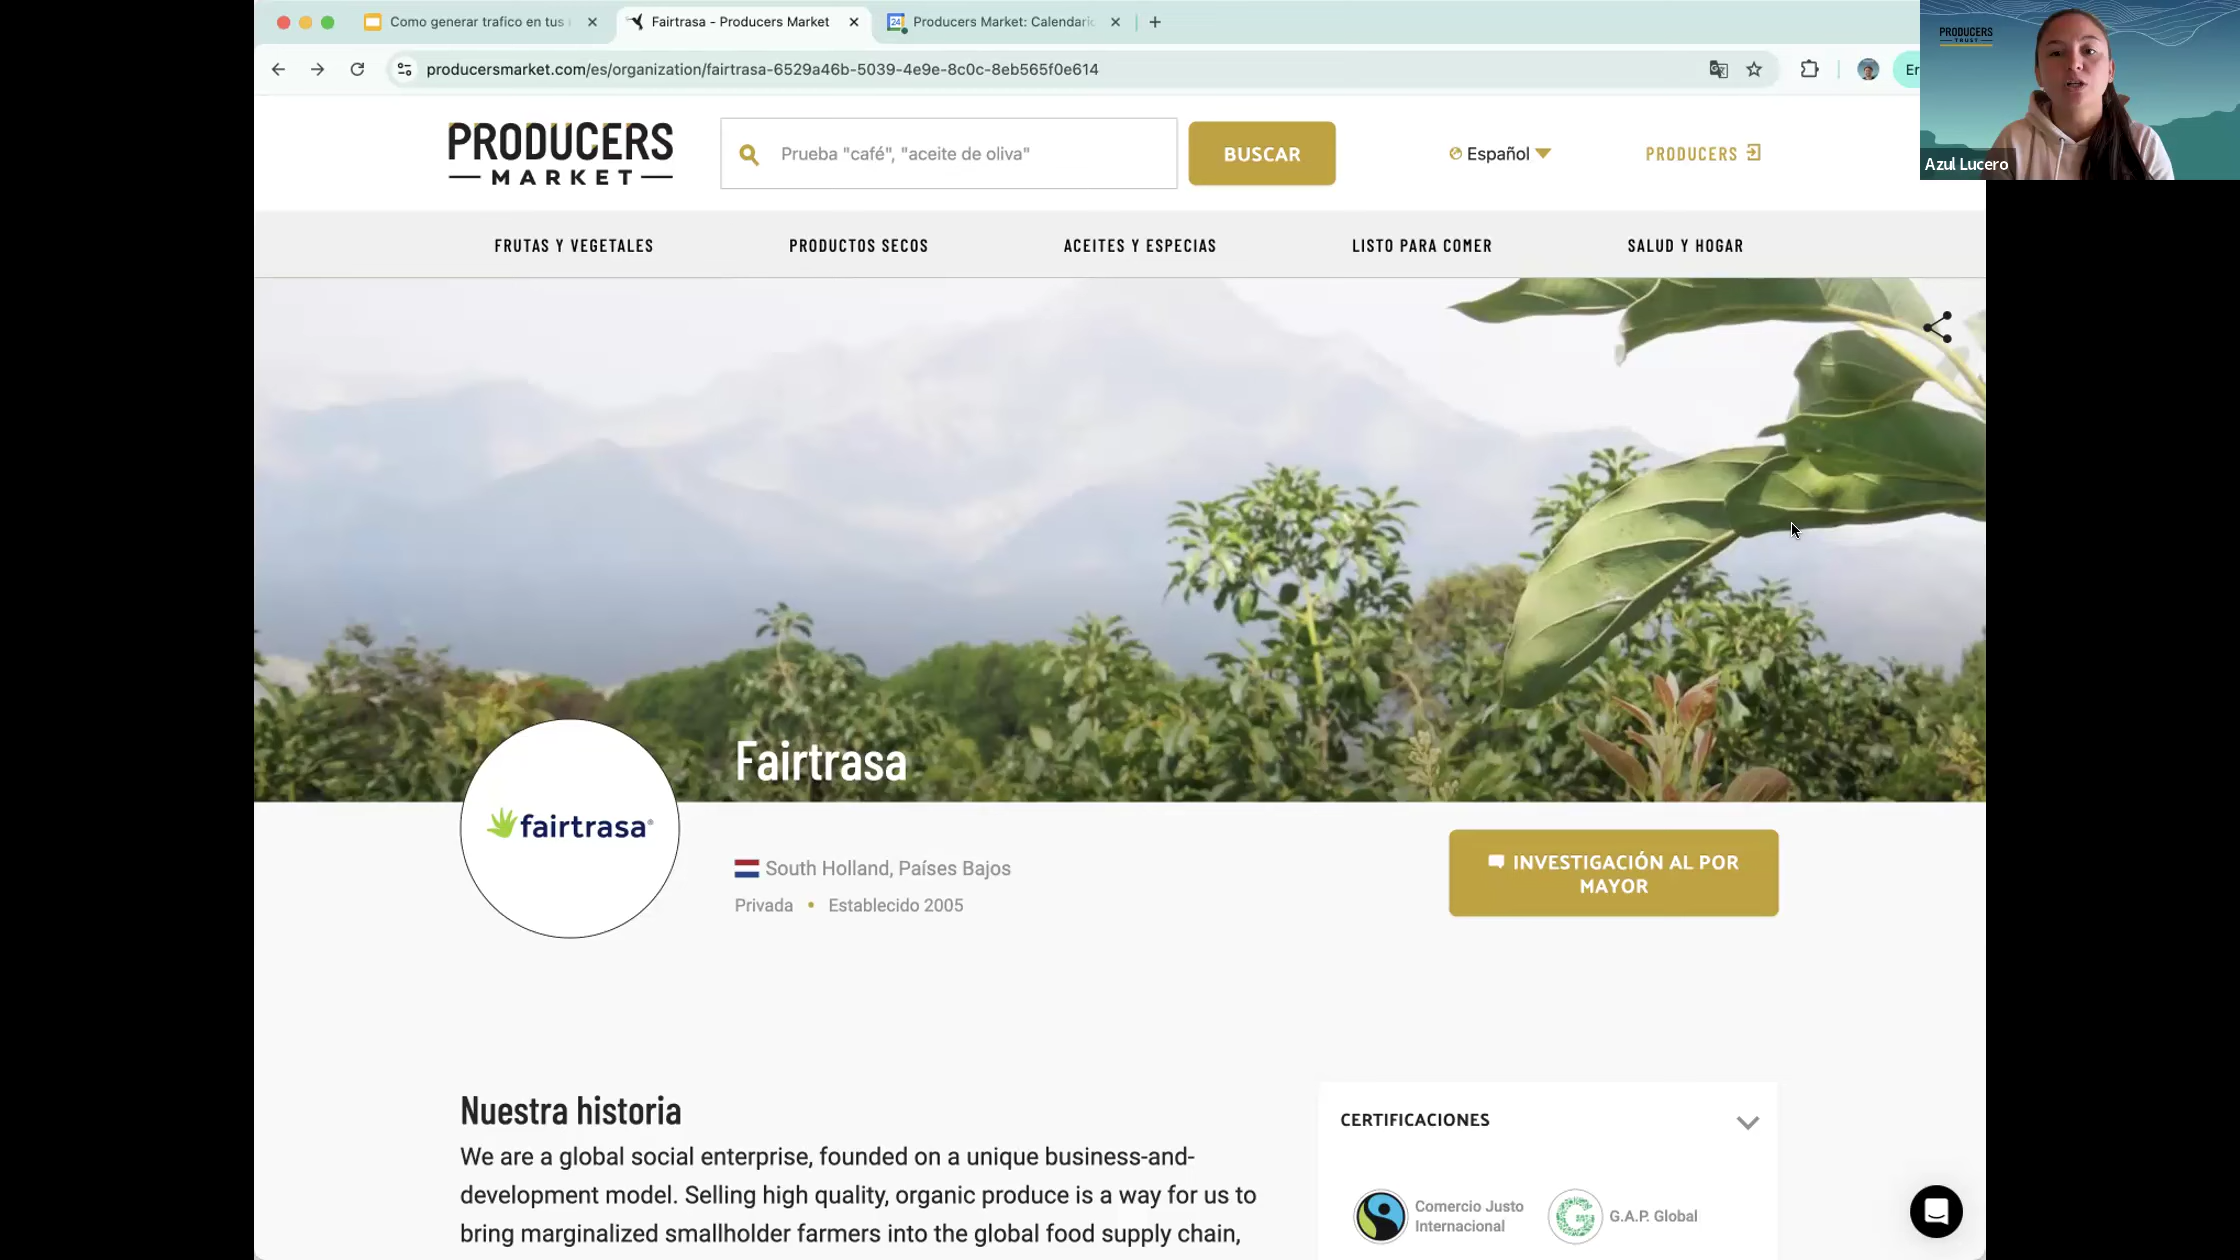 Como generar trafico en tus
Fairtrasa - Producers Market
Producers Market: Calendario
producersmarket.com/es/organization/fairtrasa-6529a46b-5039-4e9e-8c0c-8eb565f0e614
Er
PRODUCERS
TRUST
Azul Lucero
PRODUCERS
MARKET
Prueba "café", "aceite de oliva"
BUSCAR
Español
PRODUCERS
FRUTAS Y VEGETALES
PRODUCTOS SECOS
ACEITES Y ESPECIAS
LISTO PARA COMER
SALUD Y HOGAR
Fairtrasa
fairtrasa®
South Holland, Países Bajos
Privada • Establecido 2005
INVESTIGACIÓN AL POR
MAYOR
Nuestra historia
We are a global social enterprise, founded on a unique business-and-
development model. Selling high quality, organic produce is a way for us to
bring marginalized smallholder farmers into the global food supply chain,
CERTIFICACIONES
Comercio Justo
Internacional
G.A.P. Global